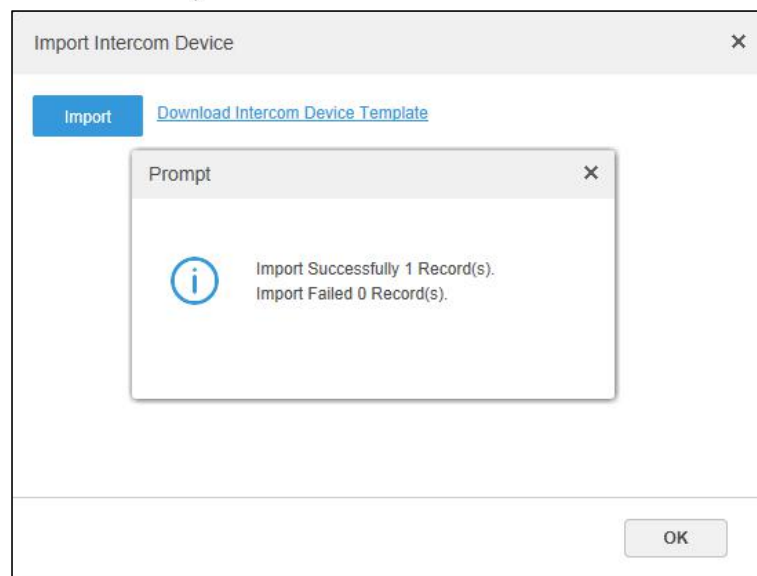 Import Intercom Device
Import Download Intercom Device Template
Prompt
Import Successfully 1 Record(s).
Import Failed 0 Record(s).
OK